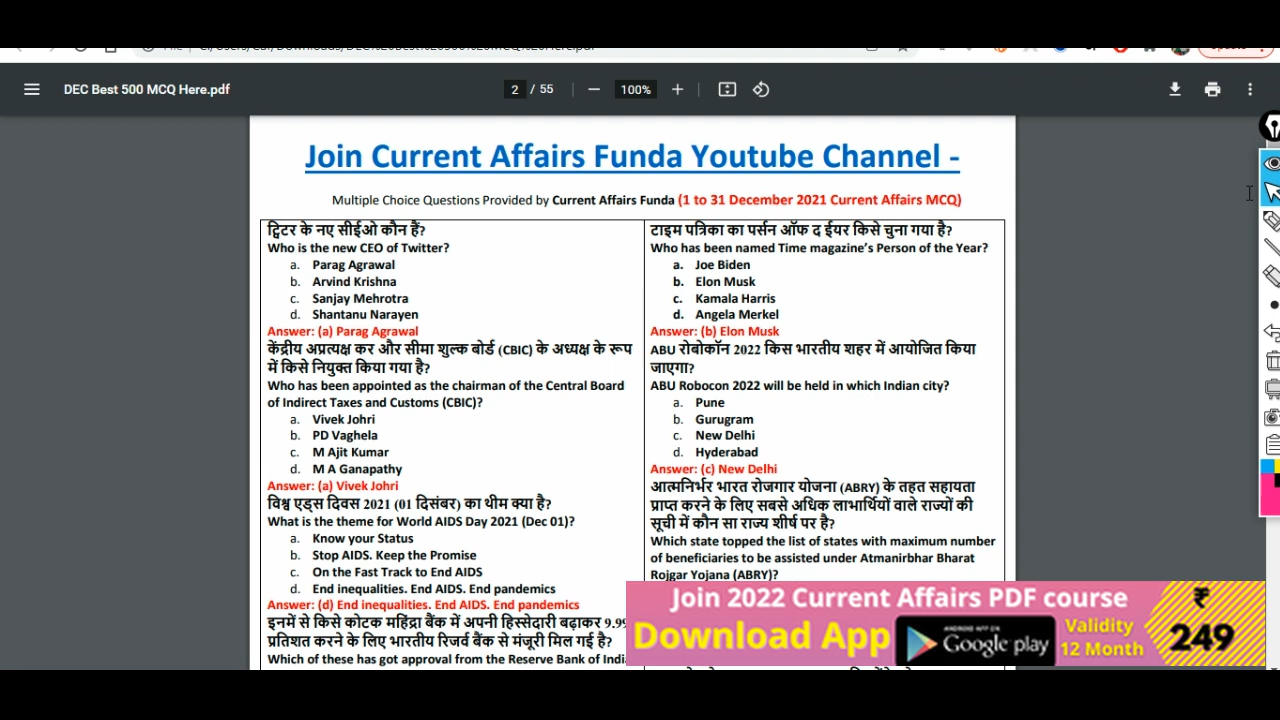 DEC Best 500 MCQ Here.pdf
2 / 55
100%
Join Current Affairs Funda Youtube Channel -
Multiple Choice Questions Provided by Current Affairs Funda (1 to 31 December 2021 Current Affairs MCQ)
ट्विटर के नए सीईओ कौन हैं?
Who is the new CEO of Twitter?
a. Parag Agrawal
b. Arvind Krishna
c. Sanjay Mehrotra
d. Shantanu Narayen
Answer: (a) Parag Agrawal
केंद्रीय अप्रत्यक्ष कर और सीमा शुल्क बोर्ड (CBIC) के अध्यक्ष के रूप
में किसे नियुक्त किया गया है?
Who has been appointed as the chairman of the Central Board
of Indirect Taxes and Customs (CBIC)?
a. Vivek Johri
b. PD Vaghela
c. M Ajit Kumar
d. M A Ganapathy
Answer: (a) Vivek Johri
विश्व एड्स दिवस 2021 (01 दिसंबर) का थीम क्या है?
What is the theme for World AIDS Day 2021 (Dec 01)?
a. Know your Status
b. Stop AIDS. Keep the Promise
c. On the Fast Track to End AIDS
d. End inequalities. End AIDS. End pandemics
Answer: (d) End inequalities. End AIDS. End pandemics
इनमें से किसे कोटक महिंद्रा बैंक में अपनी हिस्सेदारी बढ़ाकर 9.99
प्रतिशत करने के लिए भारतीय रिजर्व बैंक से मंजूरी मिल गई है?
Which of these has got approval from the Reserve Bank of
टाइम पत्रिका का पर्सन ऑफ द ईयर किसे चुना गया है?
Who has been named Time magazine's Person of the Year?
a. Joe Biden
b. Elon Musk
c. Kamala Harris
d. Angela Merkel
Answer: (b) Elon Musk
ABU रोबोकॉन 2022 किस भारतीय शहर में आयोजित किया
जाएगा?
ABU Robocon 2022 will be held in which Indian city?
a. Pune
b. Gurugram
c. New Delhi
d. Hyderabad
Answer: (c) New Delhi
आत्मनिर्भर भारत रोजगार योजना (ABRY) के तहत सहायता
प्राप्त करने के लिए सबसे अधिक लाभार्थियों वाले राज्यों की
सूची में कौन सा राज्य शीर्ष पर है?
Which state topped the list of states with maximum number
of beneficiaries to be assisted under Atmanirbhar Bharat
Rojgar Yojana (ABRY)?
Join 2022 Current Affairs PDF course
Download App
ANDROID APP ON
Google play
Validity
12 Month
₹
249